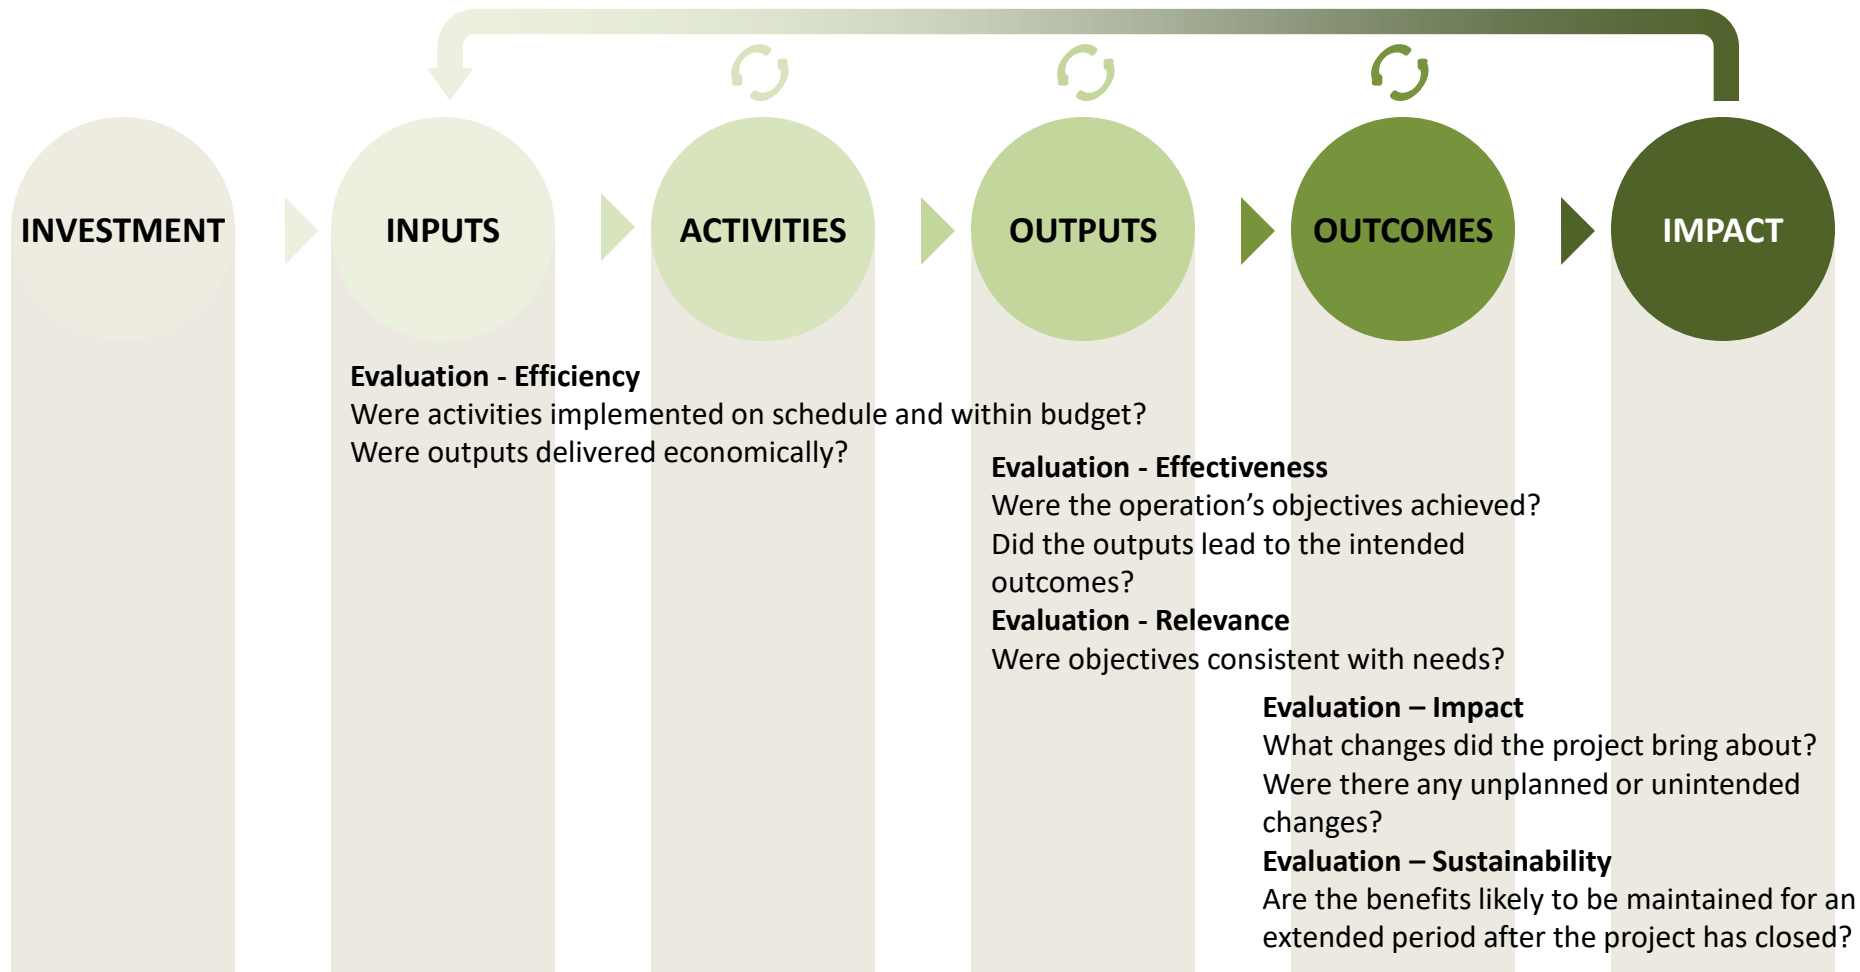 INVESTMENT
INPUTS
ACTIVITIES
OUTPUTS
OUTCOMES
IMPACT
Evaluation - Efficiency
Were activities implemented on schedule and within budget?
Were outputs delivered economically?
Evaluation - Effectiveness
Were the operation’s objectives achieved?
Did the outputs lead to the intended
outcomes?
Evaluation - Relevance
Were objectives consistent with needs?
Evaluation – Impact
What changes did the project bring about?
Were there any unplanned or unintended
changes?
Evaluation – Sustainability
Are the benefits likely to be maintained for an
extended period after the project has closed?